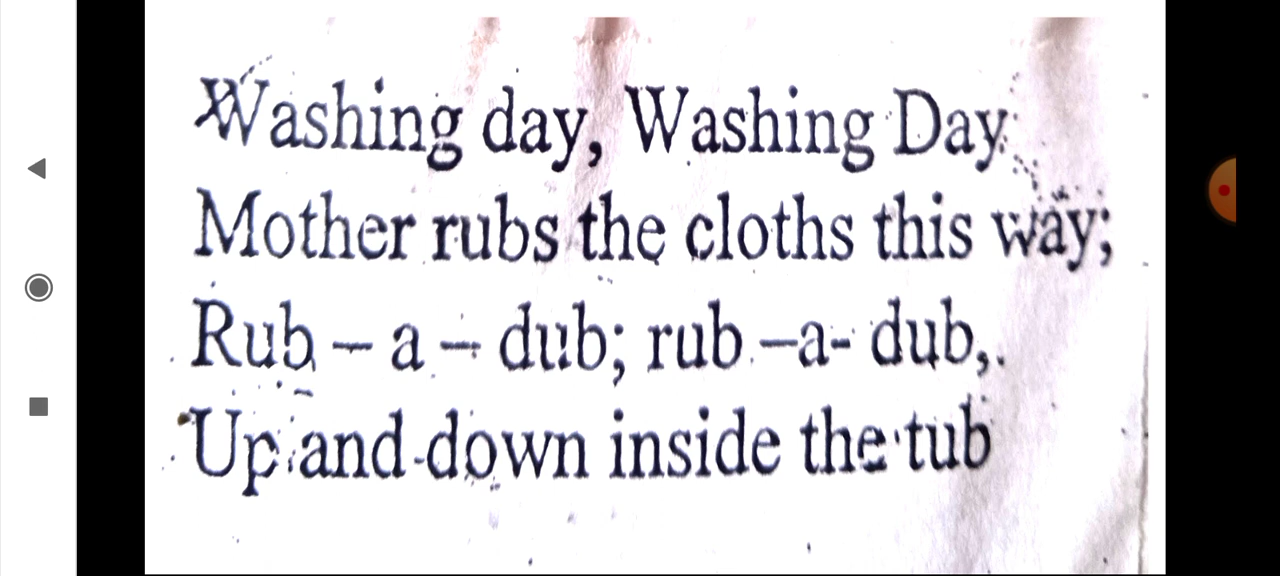 Washing day, Washing Day
Mother rubs the cloths this way;
Rub – a – dub; rub –a- dub,
Up and down inside the tub